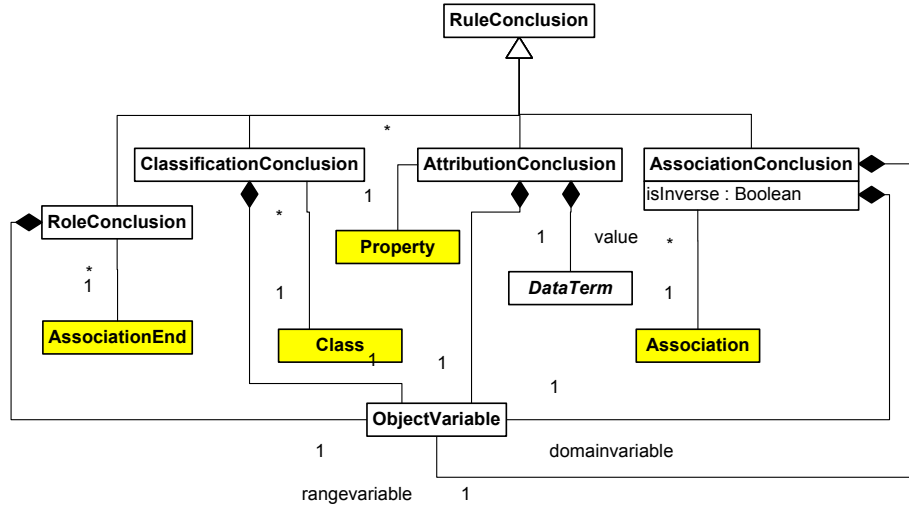 RuleConclusion
*
ClassificationConclusion
AttributionConclusion
AssociationConclusion
isInverse : Boolean
1
*
RoleConclusion
Property
1
value
*
*
1
DataTerm
1
1
AssociationEnd
Class
1
1
Association
1
ObjectVariable
1
domainvariable
rangevariable
1